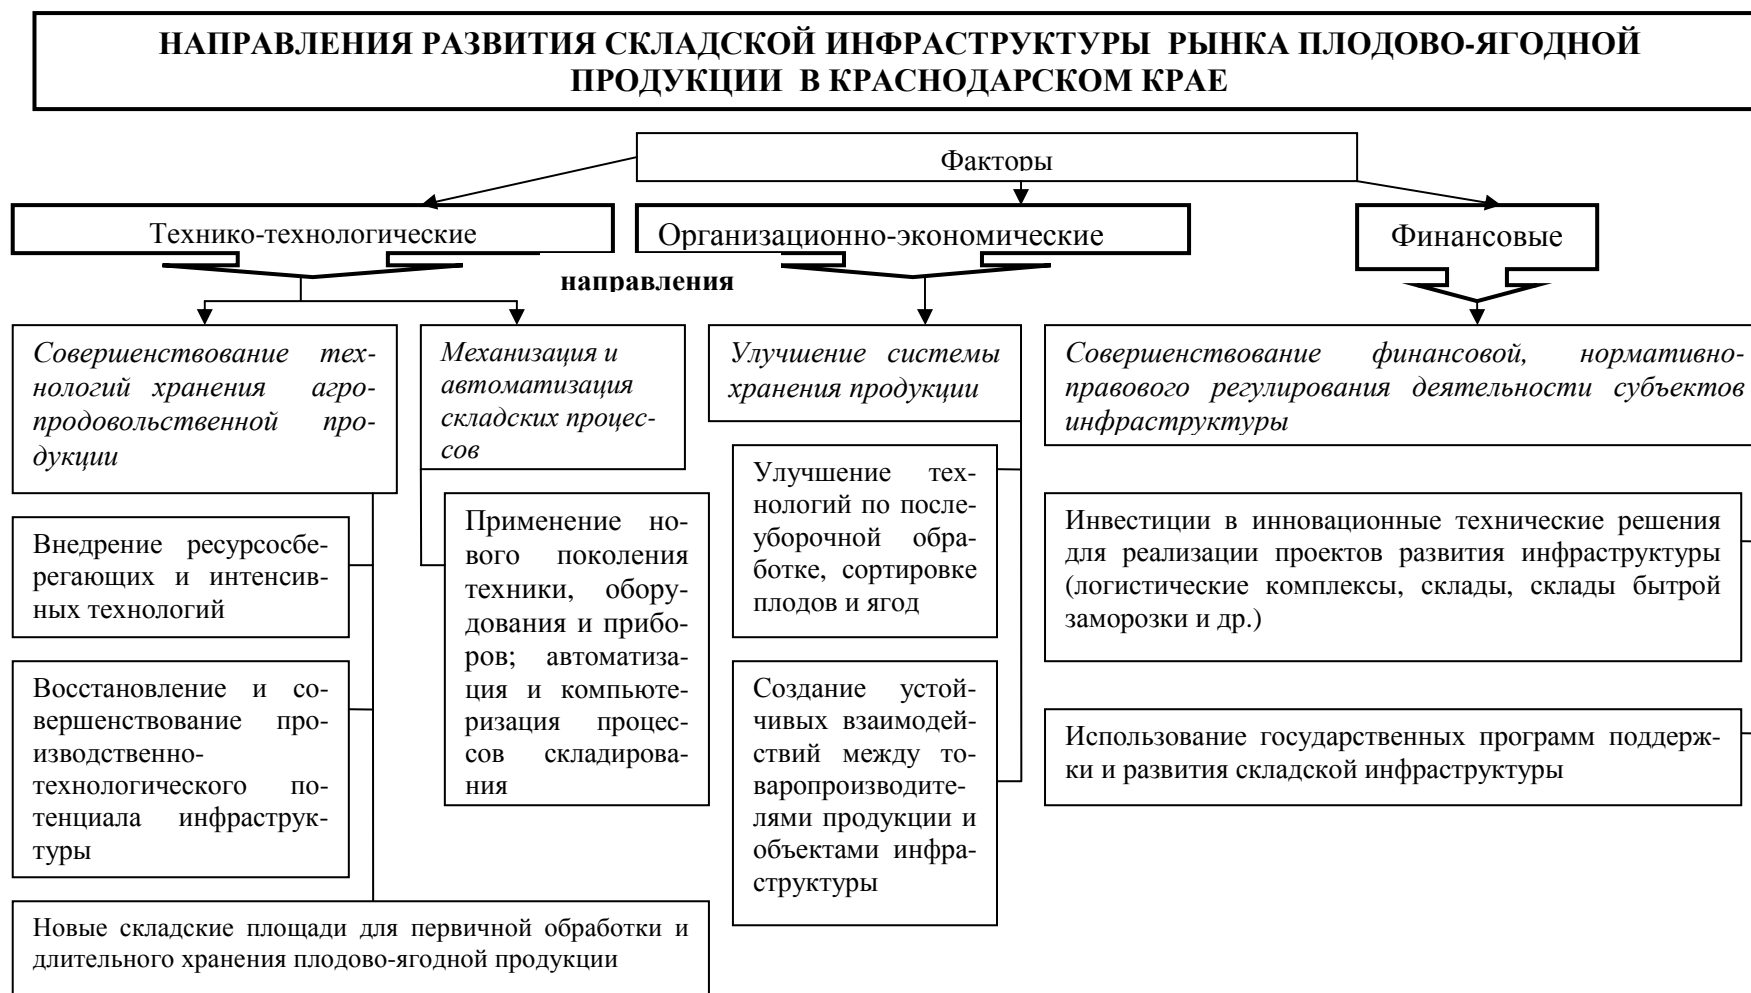 НАПРАВЛЕНИЯ РАЗВИТИЯ СКЛАДСКОЙ ИНФРАСТРУКТУРЫ РЫНКА ПЛОДОВО-ЯГОДНОЙ
ПРОДУКЦИИ В КРАСНОДАРСКОМ КРАЕ
Факторы
Технико-технологические
Организационно-экономические
Финансовые
направления
Совершенствование тех-
нологий хранения агро-
продовольственной про-
дукции
Механизация и
автоматизация
складских процес-
сов
Улучшение системы
хранения продукции
Совершенствование финансовой, нормативно-
правового регулирования деятельности субъектов
инфраструктуры
Внедрение ресурсосбе-
регающих и интенсив-
ных технологий
Восстановление и со-
вершенствование про-
изводственно-
технологического по-
тенциала инфраструк-
туры
Новые складские площади для первичной обработки и
длительного хранения плодово-ягодной продукции
Применение но-
вого поколения
техники, обору-
дования и прибо-
ров; автоматиза-
ция и компьюте-
ризация процес-
сов складирова-
ния
Улучшение тех-
нологий по после-
уборочной обра-
ботке, сортировке
плодов и ягод
Создание устой-
чивых взаимодей-
ствий между то-
варопроизводите-
лями продукции и
объектами инфра-
структуры
Инвестиции в инновационные технические решения
для реализации проектов развития инфраструктуры
(логистические комплексы, склады, склады бытрой
заморозки и др.)
Использование государственных программ поддерж-
ки и развития складской инфраструктуры